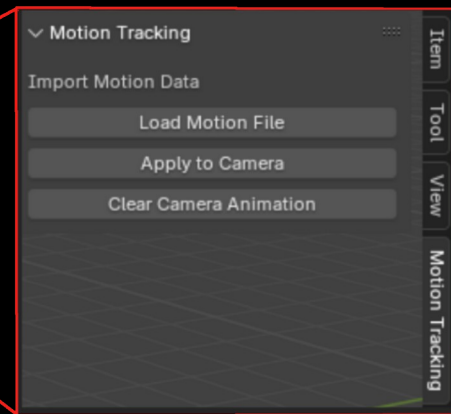 Motion Tracking
Import Motion Data
Load Motion File
Apply to Camera
Clear Camera Animation
Item
Tool
View
Motion Tracking